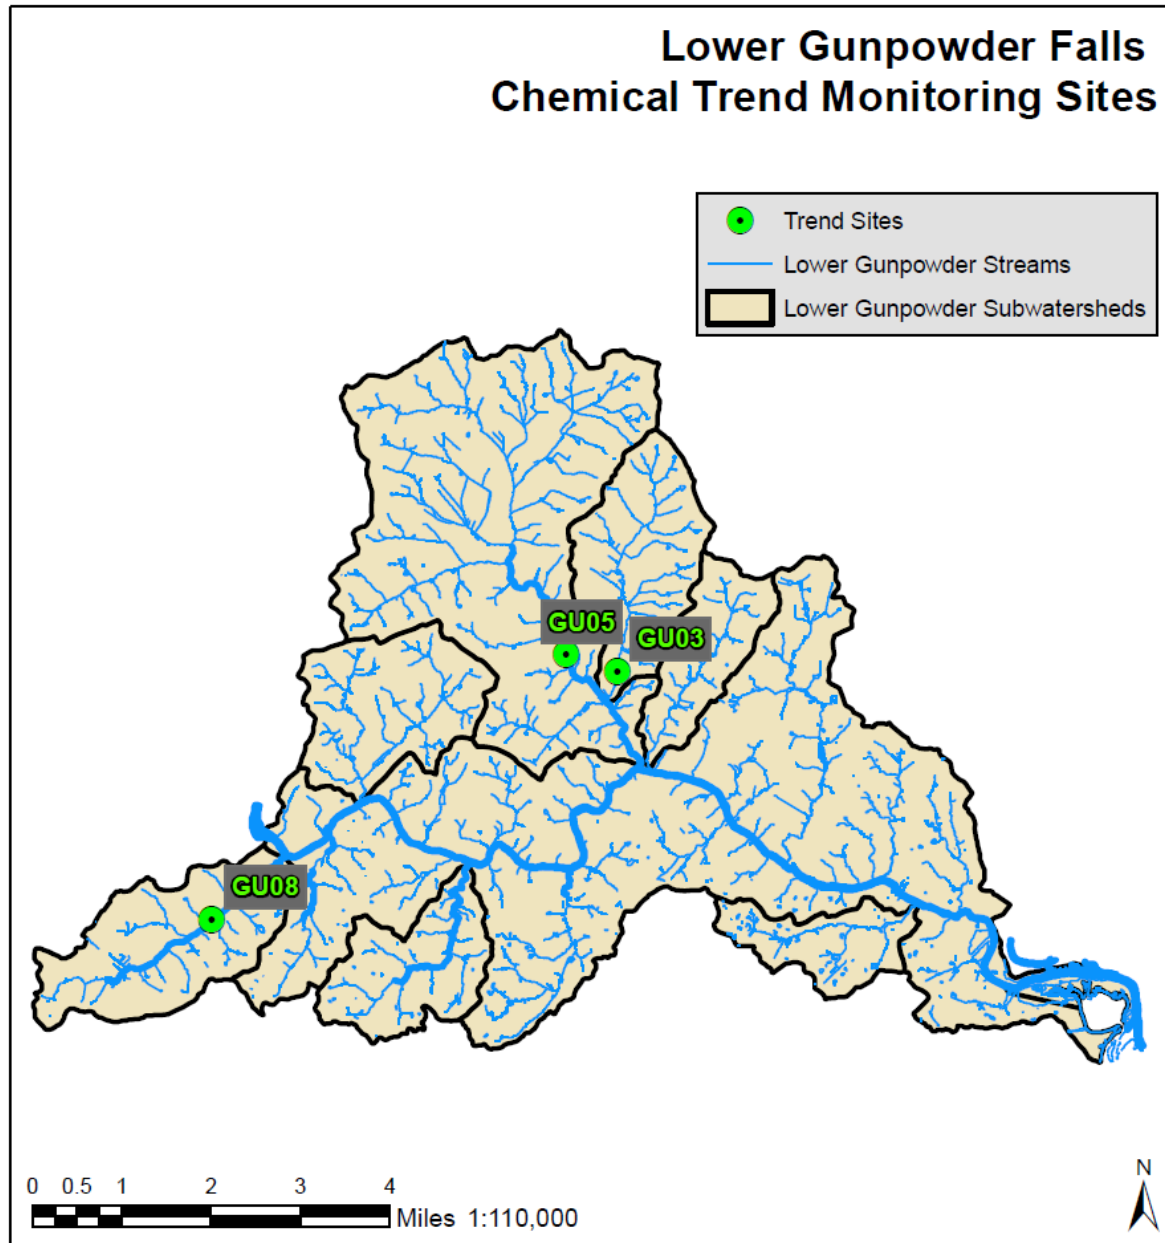 Lower Gunpowder Falls
Chemical Trend Monitoring Sites
Trend Sites
Lower Gunpowder Streams
Lower Gunpowder Subwatersheds
GU05
GU03
GU08
N
0 0.5 1 2 3 4
Miles 1:110,000